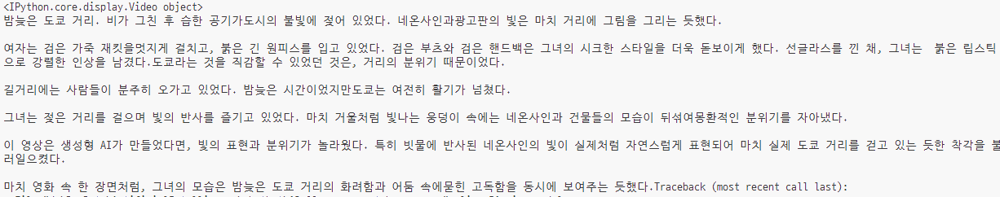 <IPython.core.display.Video object>
밤늦은 도쿄 거리. 비가 그친 후 습한 공기가도시의 불빛에 젖어 있었다. 네온사인과광고판의 빛은 마치 거리에 그림을 그리는 듯했다.
여자는 검은 가죽 재킷을멋지게 걸치고, 붉은 긴 원피스를 입고 있었다. 검은 부츠와 검은 핸드백은 그녀의 시크한 스타일을 더욱 돋보이게 했다. 선글라스를 낀 채, 그녀는  붉은 립스틱
으로 강렬한 인상을 남겼다.도쿄라는 것을 직감할 수 있었던 것은, 거리의 분위기 때문이었다.
길거리에는 사람들이 분주히 오가고 있었다. 밤늦은 시간이었지만도쿄는 여전히 활기가 넘쳤다.
그녀는 젖은 거리를 걸으며 빛의 반사를 즐기고 있었다. 마치 거울처럼 빛나는 웅덩이 속에는 네온사인과 건물들의 모습이 뒤섞여몽환적인 분위기를 자아냈다.
이 영상은 생성형 AI가 만들었다면, 빛의 표현과 분위기가 놀라웠다. 특히 빗물에 반사된 네온사인의 빛이 실제처럼 자연스럽게 표현되어 마치 실제 도쿄 거리를 걷고 있는 듯한 착각을 불
러일으켰다.
마치 영화 속 한 장면처럼, 그녀의 모습은 밤늦은 도쿄 거리의 화려함과 어둠 속에묻힌 고독함을 동시에 보여주는 듯했다.Traceback (most recent call last):